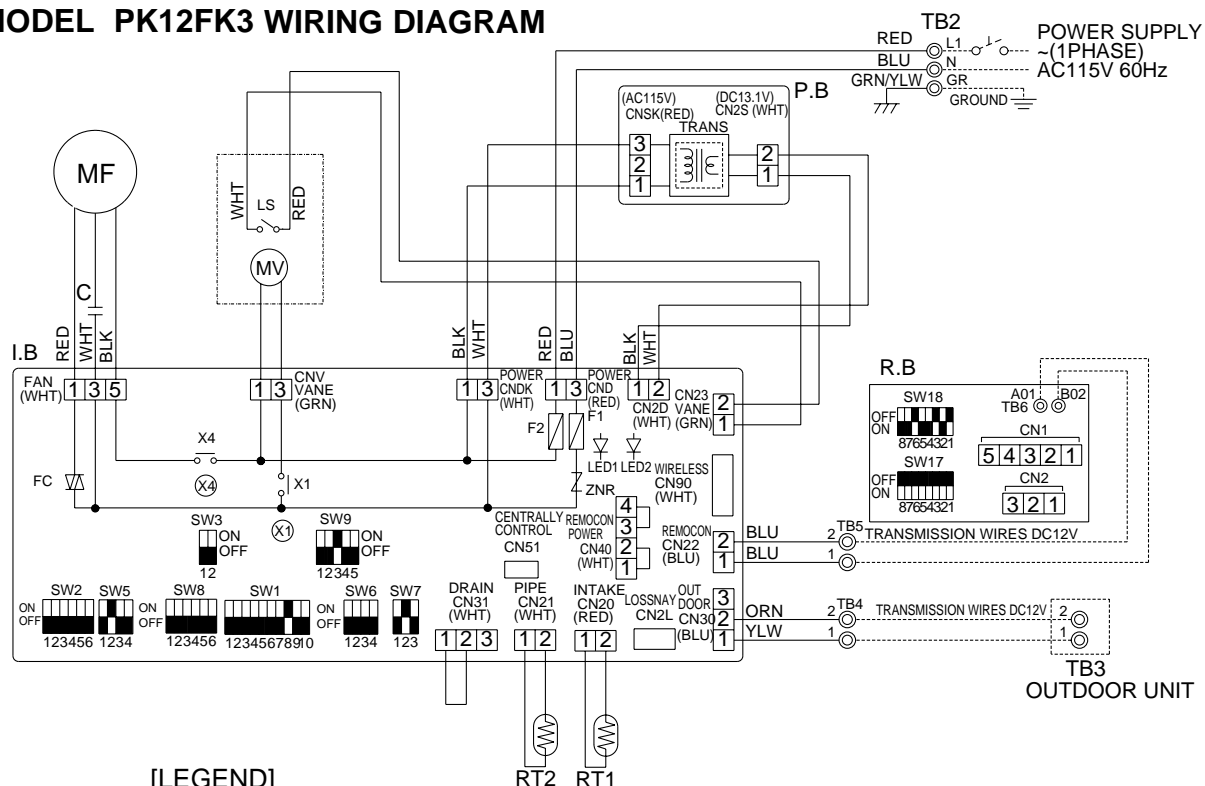 MODEL PK12FK3 WIRING DIAGRAM
TB2
RED
L1
POWER SUPPLY
~(1PHASE)
AC115V 60Hz
BLU
N
GRN/YLW
GR
GROUND
P.B
(AC115V)
CNSK(RED)
(DC13.1V)
CN2S (WHT)
TRANS
3
2
1
2
1
MF
WHT
LS
RED
MV
C
RED
WHT
BLK
BLK
WHT
RED
BLU
BLK
WHT
I.B
FAN
(WHT)
1 3 5
1 3
CNV
VANE
(GRN)
1 3
POWER
CNDK
(WHT)
1 3
POWER
CND
(RED)
1 2
CN2D
(WHT)
CN23
VANE
(GRN)
2
1
F2
F1
X4
X4
FC
X1
X1
LED1
LED2
ZNR
WIRELESS
CN90
(WHT)
R.B
A01
B02
TB6
SW18
OFF
ON
87654321
CN1
5 4 3 2 1
SW17
OFF
ON
87654321
CN2
3 2 1
SW3
ON
OFF
12
SW9
ON
OFF
12345
CENTRALLY
CONTROL
CN51
REMOCON
POWER
CN40
(WHT)
4
3
2
1
REMOCON
CN22
(BLU)
2
1
BLU
BLU
2
1
TB5
TRANSMISSION WIRES DC12V
SW2
ON
OFF
123456
SW5
1234
SW8
ON
OFF
123456
SW1
12345678910
SW6
ON
OFF
1234
SW7
123
DRAIN
CN31
(WHT)
1 2 3
PIPE
CN21
(WHT)
1 2
INTAKE
CN20
(RED)
1 2
LOSSNAY
CN2L
OUT
DOOR
CN30
(BLU)
3
2
1
ORN
YLW
2
1
TB4
TRANSMISSION WIRES DC12V
2
1
TB3
OUTDOOR UNIT
RT2
RT1
[LEGEND]